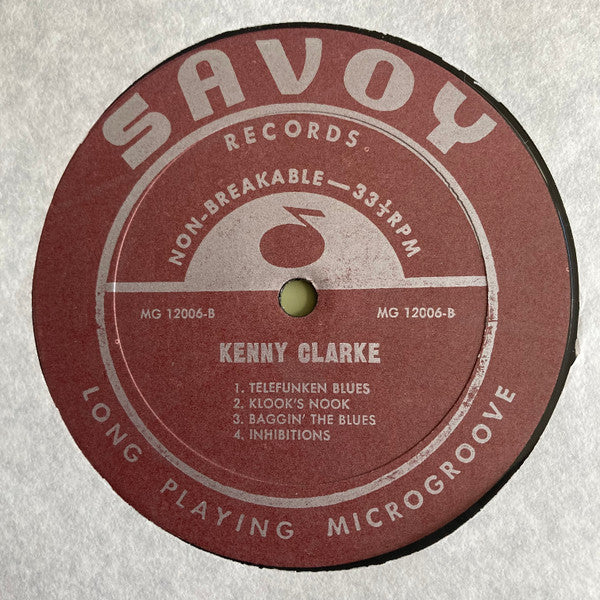 SAVOY
RECORDS
NON-BREAKABLE—33⅓RPM
MG 12006-B
MG 12006-B
KENNY CLARKE
1. TELEFUNKEN BLUES
2. KLOOK'S NOOK
3. BAGGIN' THE BLUES
4. INHIBITIONS
LONG PLAYING MICROGROOVE